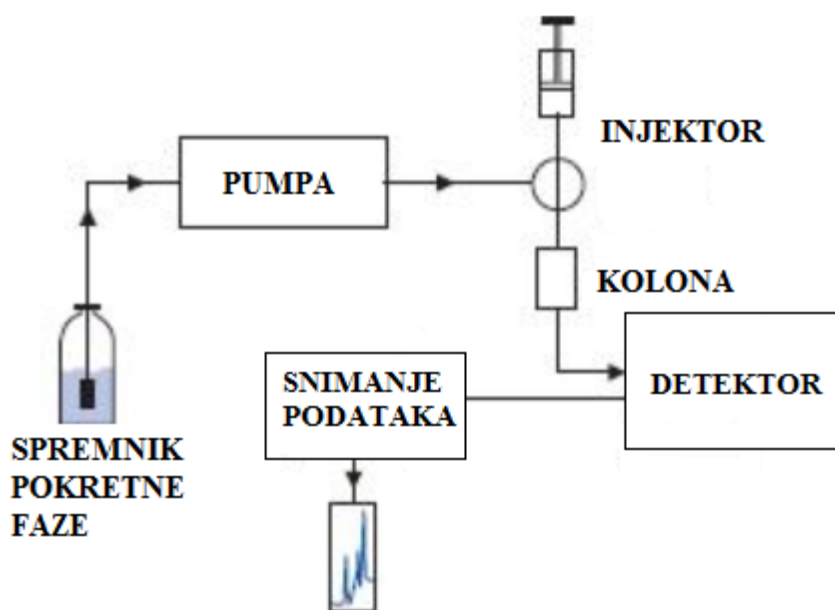 INJEKTOR
PUMPA
KOLONA
SNIMANJE
PODATAKA
DETEKTOR
SPREMNIK
POKRETNE
FAZE